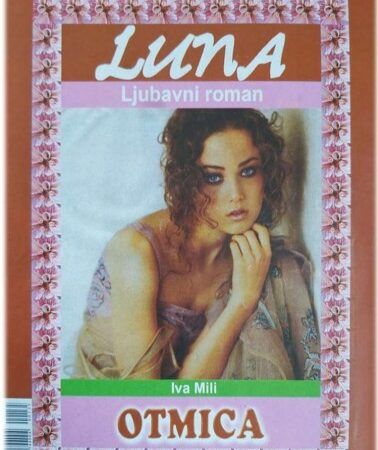 LUNA
Ljubavni roman
Iva Mili
OTMICA